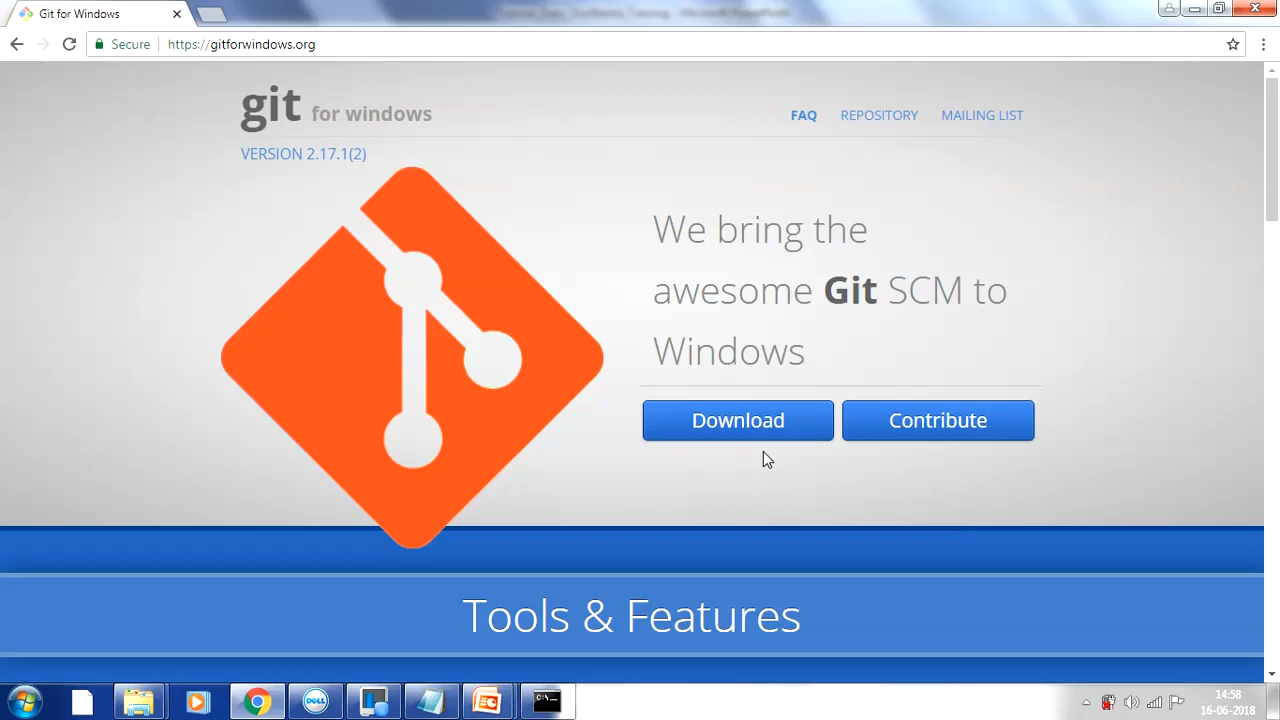 Git for Windows
Secure
https://gitforwindows.org
git for windows
FAQ
REPOSITORY
MAILING LIST
VERSION 2.17.1(2)
We bring the
awesome Git SCM to
Windows
Download
Contribute
Tools & Features
DELL
C:\.
14:58
16-06-2018